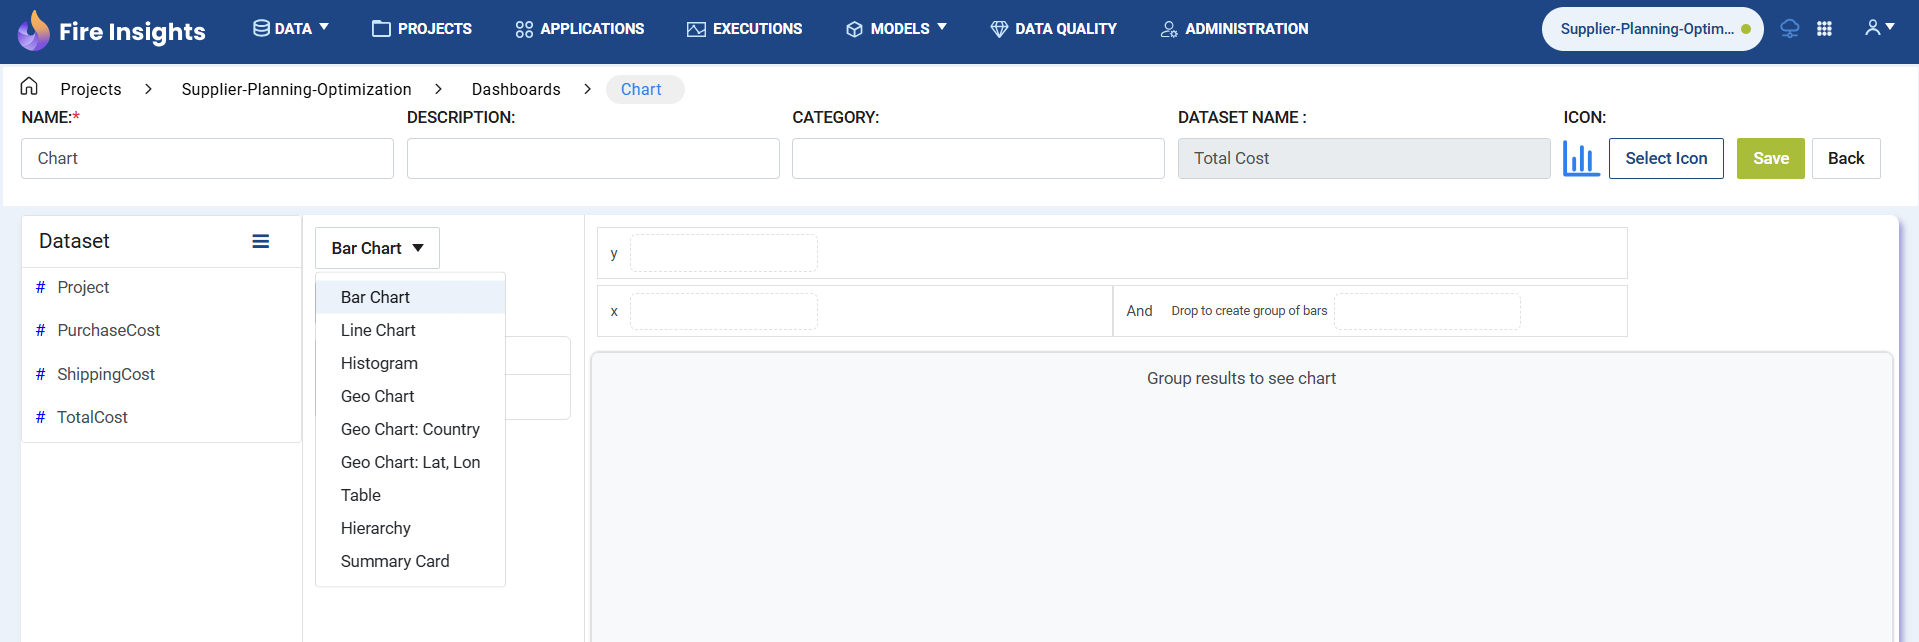 Fire Insights
DATA
PROJECTS
APPLICATIONS
EXECUTIONS
MODELS
DATA QUALITY
ADMINISTRATION
Supplier-Planning-Optim...
Projects > Supplier-Planning-Optimization > Dashboards > Chart
NAME:*
DESCRIPTION:
CATEGORY:
DATASET NAME :
ICON:
Chart
Total Cost
Select Icon
Save
Back
Dataset
# Project
# PurchaseCost
# ShippingCost
# TotalCost
Bar Chart
Bar Chart
Line Chart
Histogram
Geo Chart
Geo Chart: Country
Geo Chart: Lat, Lon
Table
Hierarchy
Summary Card
y
x
And Drop to create group of bars
Group results to see chart